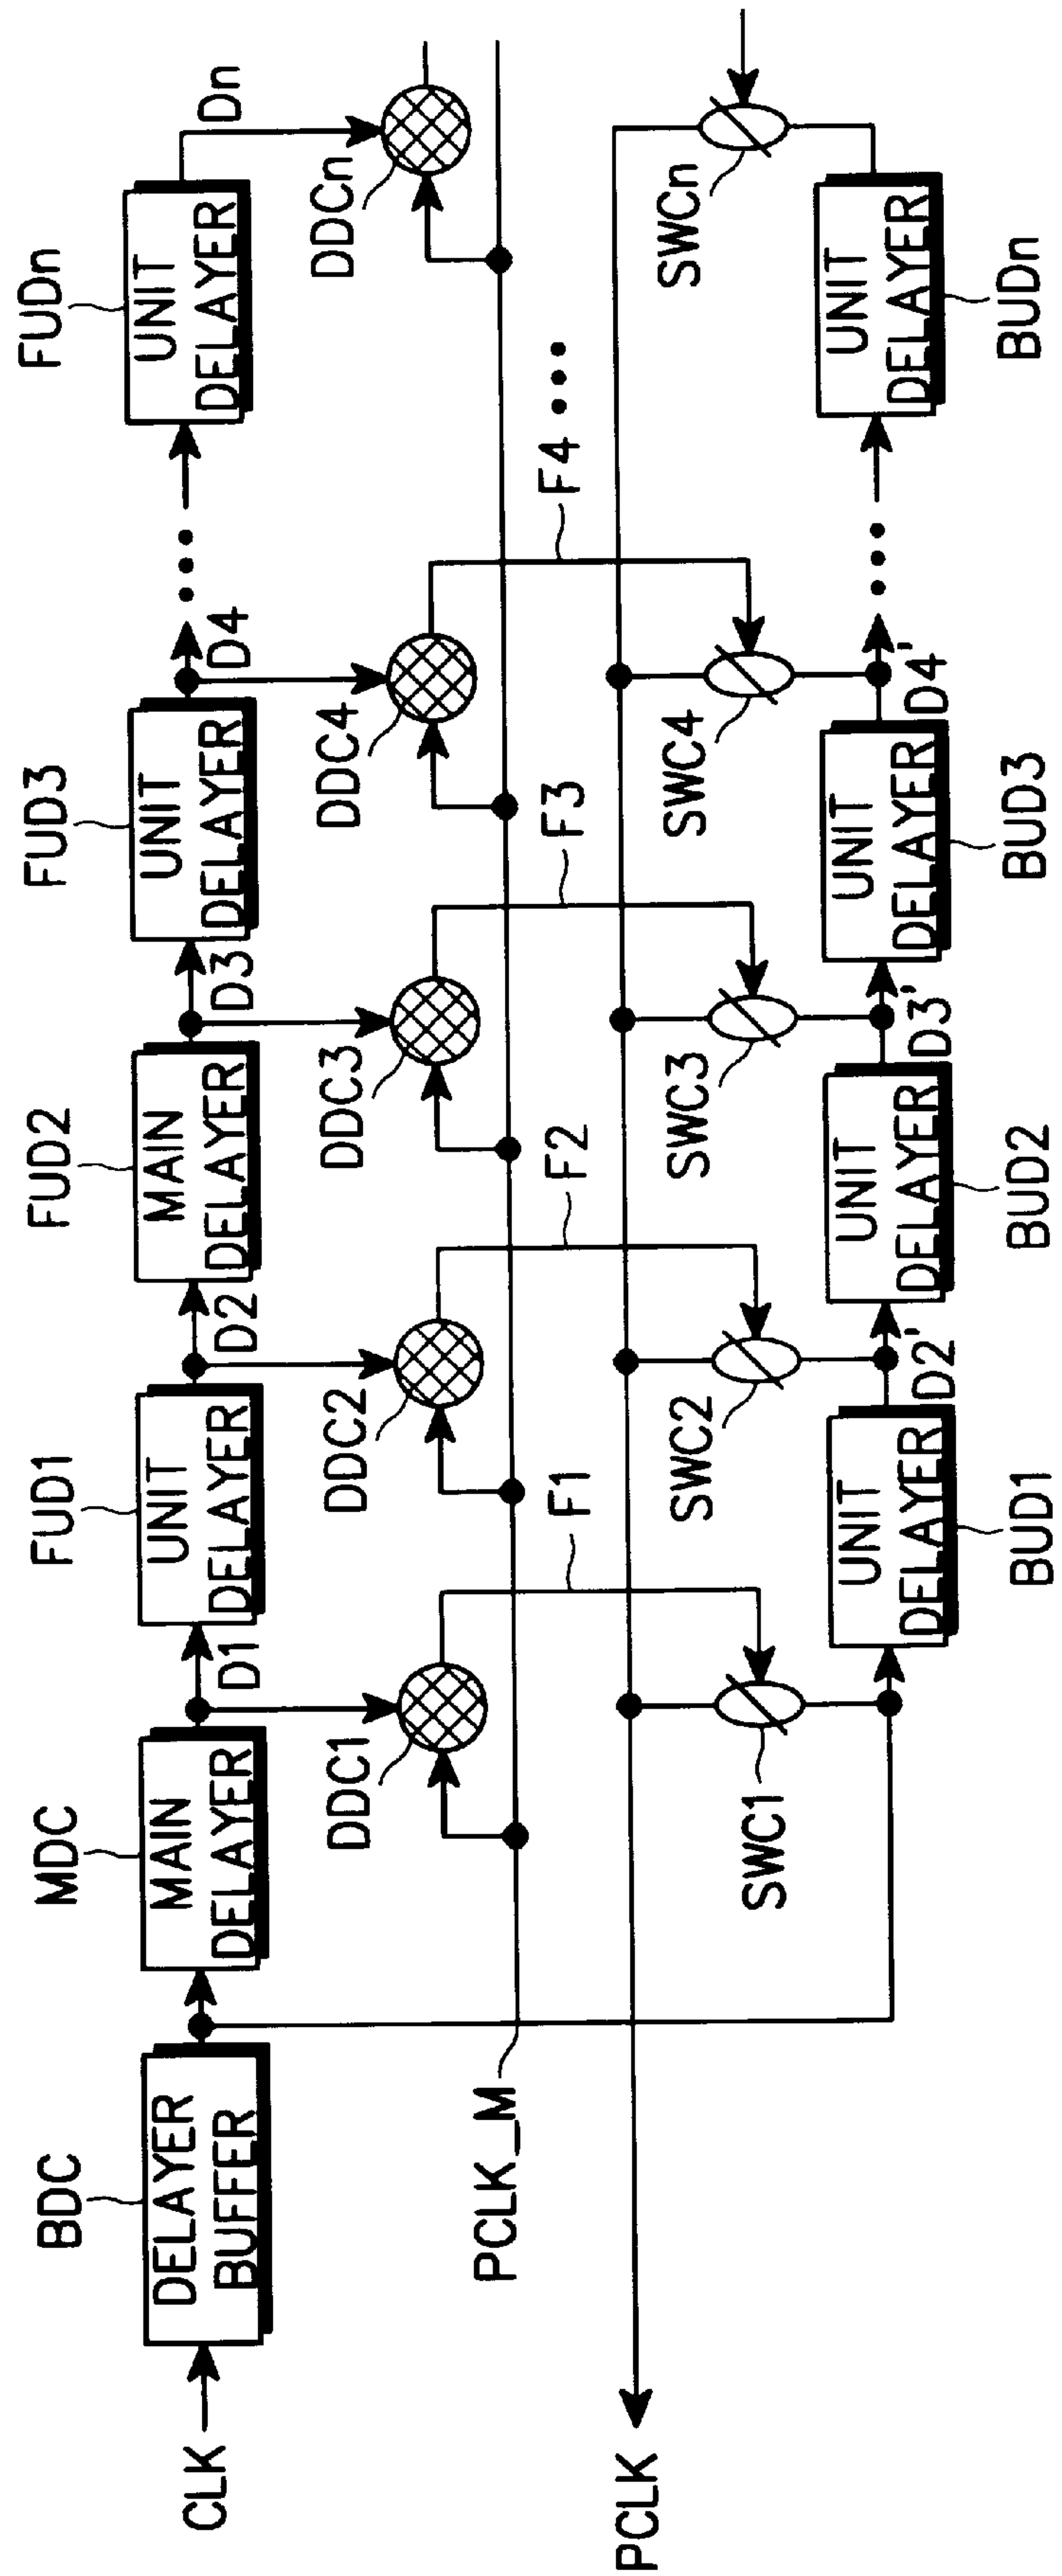 BDC
MDC
FUD1
FUD2
FUD3
FUDn
CLK
DELAYER
BUFFER
MAIN
DELAYER
D1
UNIT
DELAYER
D2
MAIN
DELAYER
D3
UNIT
DELAYER
D4
UNIT
DELAYER
Dn
DDC1
DDC2
DDC3
DDC4
DDCn
PCLK_M
F1
F2
F3
F4
PCLK
SWC1
SWC2
SWC3
SWC4
SWCn
UNIT
DELAYER
D2'
UNIT
DELAYER
D3'
UNIT
DELAYER
D4'
UNIT
DELAYER
BUD1
BUD2
BUD3
BUDn